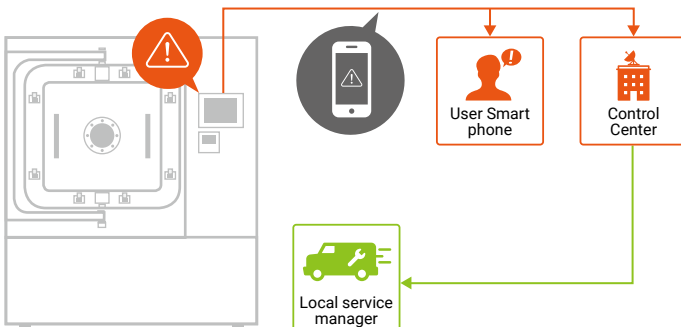 User Smart
phone
Control
Center
Local service
manager